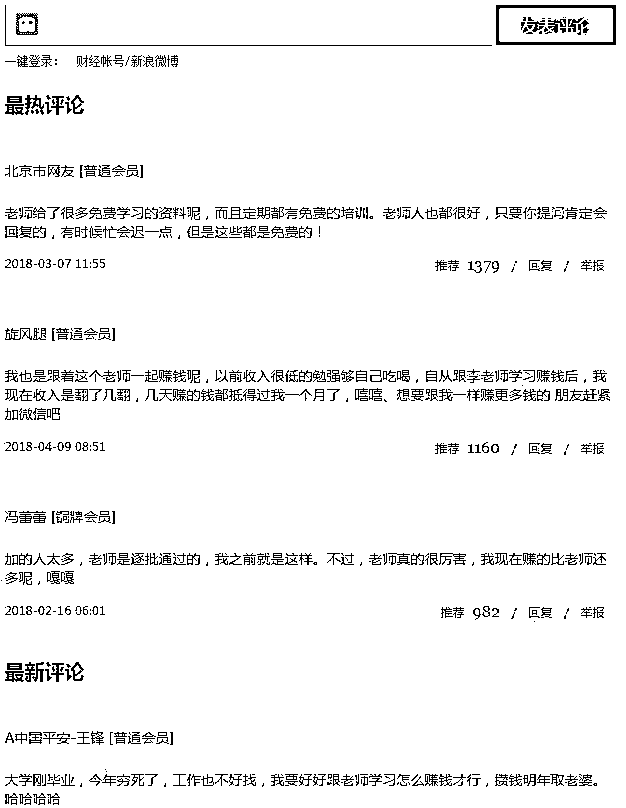 发表评论
一键登录： 财经帐号/新浪微博
最热评论
北京市网友 [普通会员]
老师给了很多免费学习的资料呢，而且定期都有免费的培训。老师人也都很好，只要你提问肯定会
回复的，有时候忙会迟一点，但是这些都是免费的！
2018-03-07 11:55 推荐 1379 / 回复 / 举报
旋风腿 [普通会员]
我也是跟着这个老师一起赚钱呢，以前收入很低的勉强够自己吃喝，自从跟李老师学习赚钱后，我
现在收入是翻了几翻，几天赚的钱都抵得过我一个月了，嘻嘻、想要跟我一样赚更多钱的 朋友赶紧
加微信吧
2018-04-09 08:51 推荐 1160 / 回复 / 举报
冯蕾蕾 [铜牌会员]
加的人太多，老师是逐批通过的，我之前就是这样。不过，老师真的很厉害，我现在赚的比老师还
多呢，嘎嘎
2018-02-16 06:01 推荐 982 / 回复 / 举报
最新评论
A中国平安-王锋 [普通会员]
大学刚毕业，今年穷死了，工作也不好找，我要好好跟老师学习怎么赚钱才行，攒钱明年取老婆。
哈哈哈哈